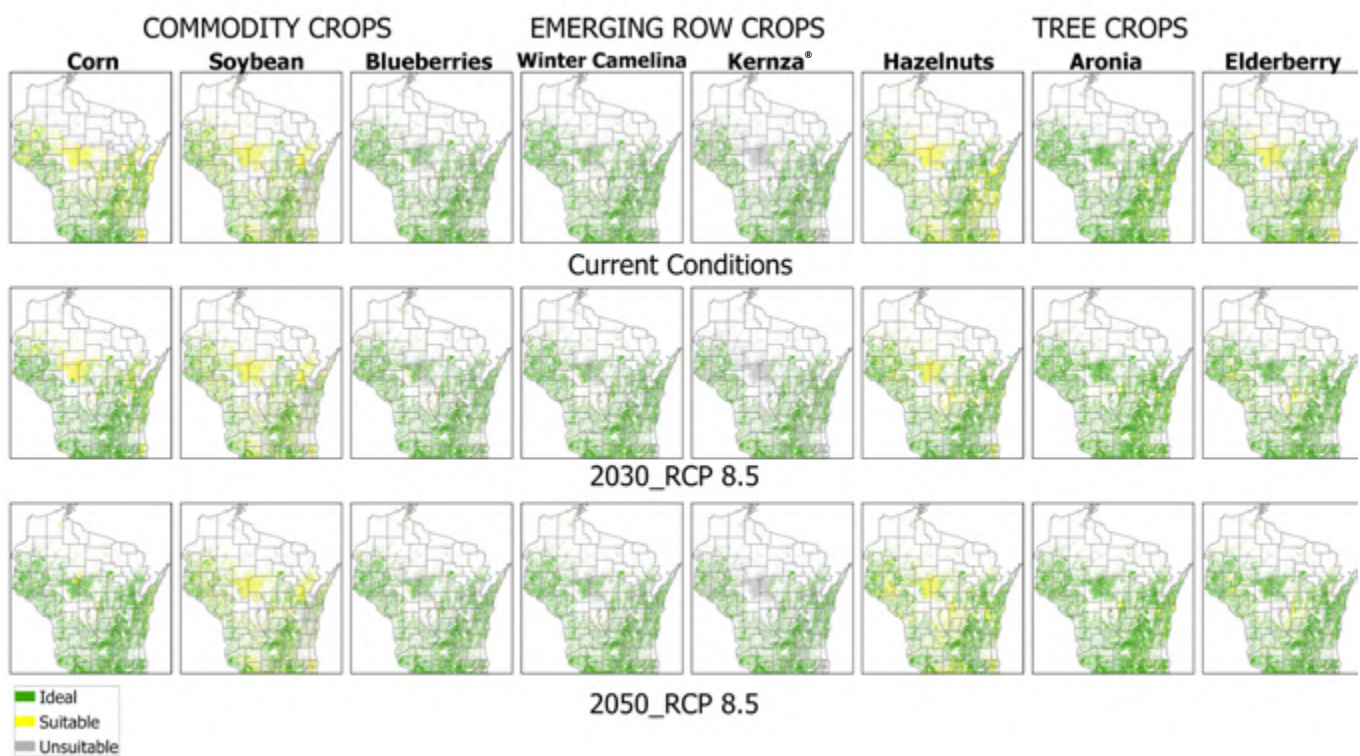 COMMODITY CROPS EMERGING ROW CROPS TREE CROPS
Corn Soybean Blueberries Winter Camelina Kernza® Hazelnuts Aronia Elderberry
Current Conditions
2030_RCP 8.5
2050_RCP 8.5
Ideal
Suitable
Unsuitable